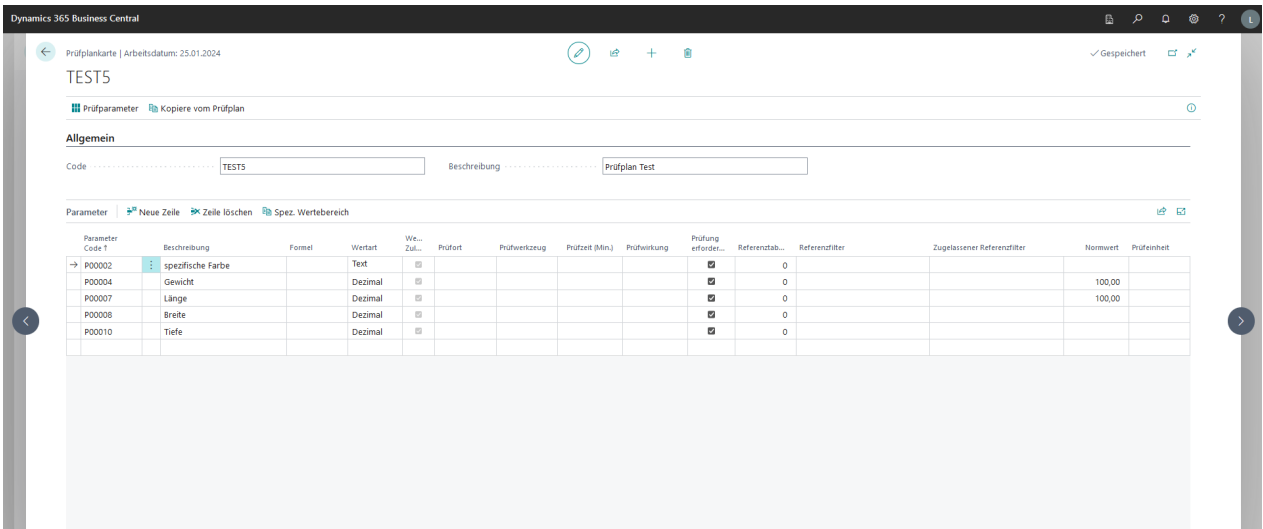 Dynamics 365 Business Central
?
L
Prüfplankarte | Arbeitsdatum: 25.01.2024
Gespeichert
TEST5
Prüfparameter Kopiere vom Prüfplan
Allgemein
Code TEST5 Beschreibung Prüfplan Test
Parameter Neue Zeile Zeile löschen Spez. Wertebereich
Parameter Code ↑ Beschreibung Formel Wertart We... Zul... Prüfort Prüfwerkzeug Prüfzeit (Min.) Prüfwirkung Prüfung erforder... Referenztab... Referenzfilter Zugelassener Referenzfilter Normwert Prüfeinheit
P00002 spezifische Farbe Text 0
P00004 Gewicht Dezimal 0 100,00
P00007 Länge Dezimal 0 100,00
P00008 Breite Dezimal 0
P00010 Tiefe Dezimal 0